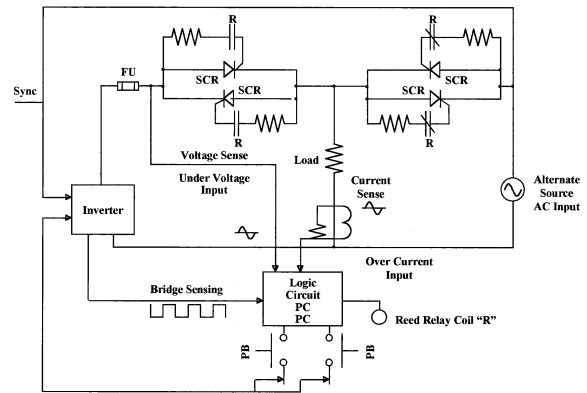 R
R
FU
SCR
SCR
SCR
SCR
Sync
R
R
Voltage Sense
Load
Under Voltage
Input
Current
Sense
Alternate
Source
AC Input
Inverter
Over Current
Input
Bridge Sensing
Logic
Circuit
PC
PC
Reed Relay Coil “R”
PB
PB